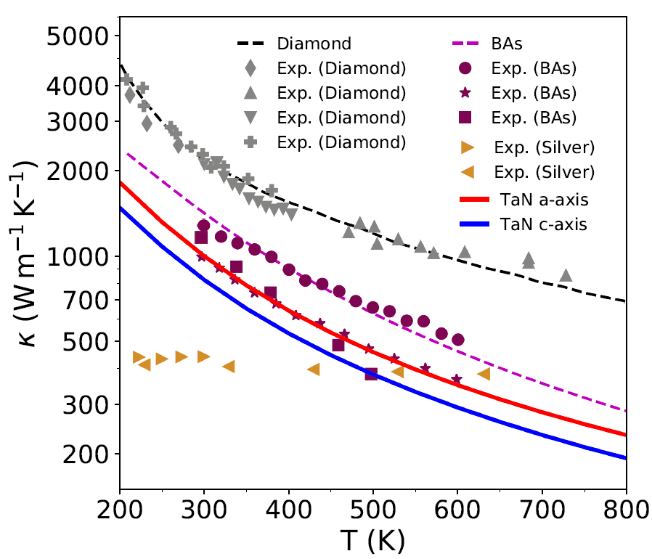 5000
4000
3000
2000
1000
700
500
400
300
200
κ (W m⁻¹ K⁻¹)
Diamond
Exp. (Diamond)
Exp. (Diamond)
Exp. (Diamond)
Exp. (Diamond)
BAs
Exp. (BAs)
Exp. (BAs)
Exp. (BAs)
Exp. (Silver)
Exp. (Silver)
TaN a-axis
TaN c-axis
200 300 400 500 600 700 800
T (K)